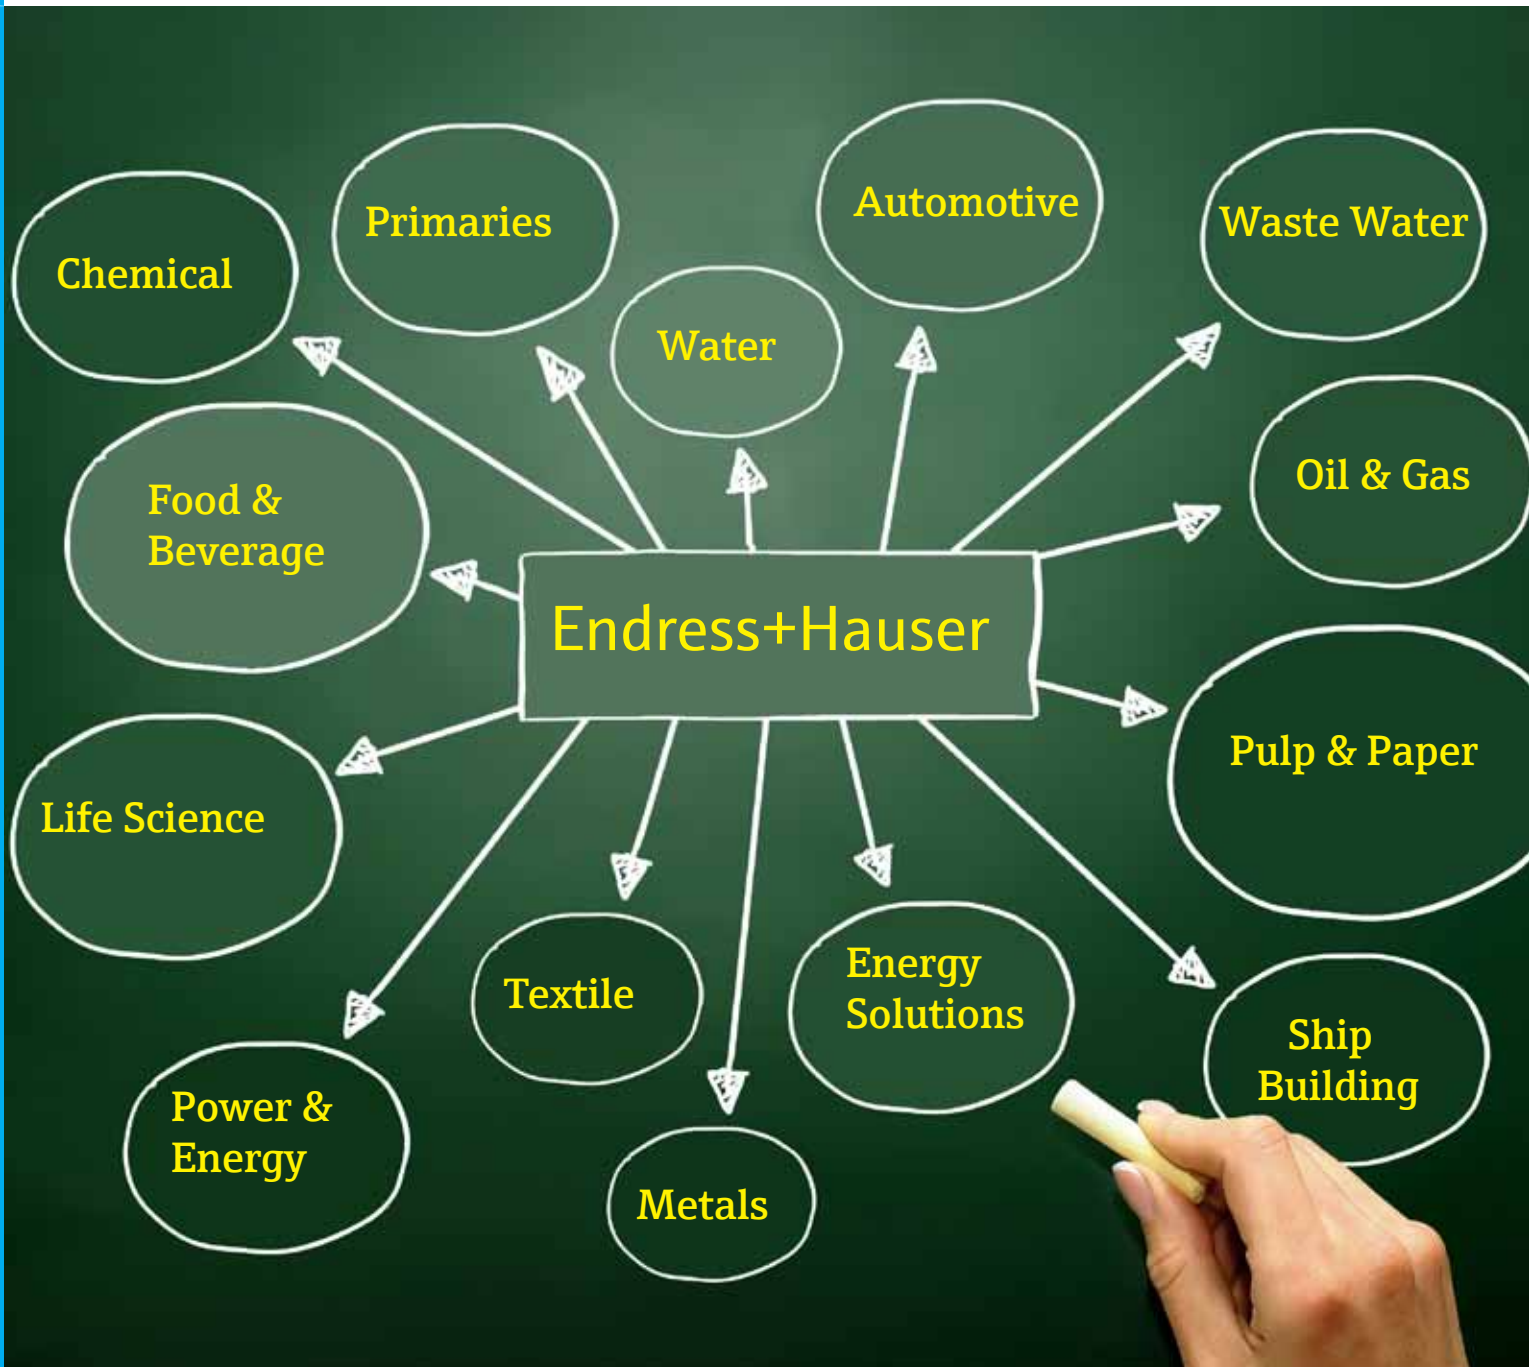 Automotive
Primaries
Waste Water
Chemical
Water
Oil & Gas
Food &
Beverage
Endress+Hauser
Pulp & Paper
Life Science
Energy
Solutions
Textile
Ship
Building
Power &
Energy
Metals